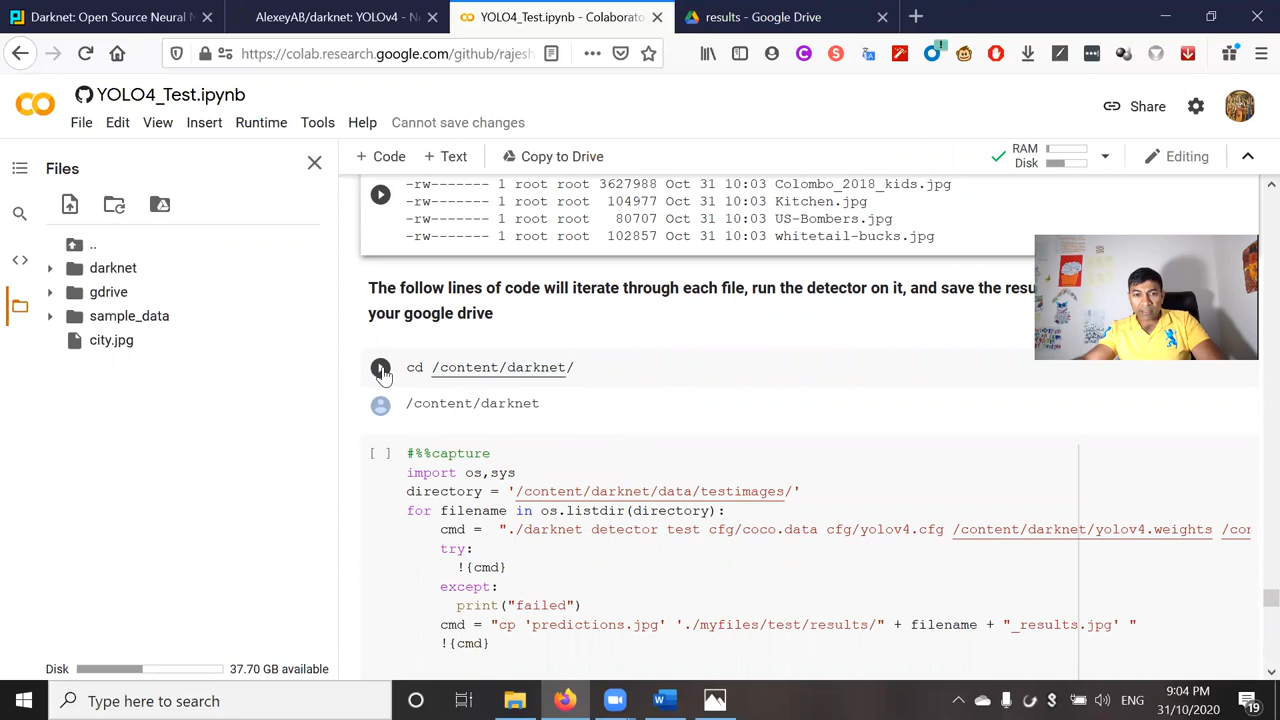 Darknet: Open Source Neural N
AlexeyAB/darknet: YOLOv4 - N
YOLO4_Test.ipynb - Colaborato
results - Google Drive
https://colab.research.google.com/github/rajesh
YOLO4_Test.ipynb
File Edit View Insert Runtime Tools Help Cannot save changes
Share
Files
+ Code + Text Copy to Drive
RAM
Disk
Editing
..
darknet
gdrive
sample_data
city.jpg
-rw------- 1 root root 3627988 Oct 31 10:03 Colombo_2018_kids.jpg
-rw------- 1 root root 104977 Oct 31 10:03 Kitchen.jpg
-rw------- 1 root root 80707 Oct 31 10:03 US-Bombers.jpg
-rw------- 1 root root 102857 Oct 31 10:03 whitetail-bucks.jpg
The follow lines of code will iterate through each file, run the detector on it, and save the resu
your google drive
cd /content/darknet/
/content/darknet
[ ] #%%capture
import os,sys
directory = '/content/darknet/data/testimages/'
for filename in os.listdir(directory):
cmd = "./darknet detector test cfg/coco.data cfg/yolov4.cfg /content/darknet/yolov4.weights /con
try:
!{cmd}
except:
print("failed")
cmd = "cp 'predictions.jpg' './myfiles/test/results/" + filename + "_results.jpg' "
!{cmd}
Disk
37.70 GB available
Type here to search
ENG
9:04 PM
31/10/2020
19